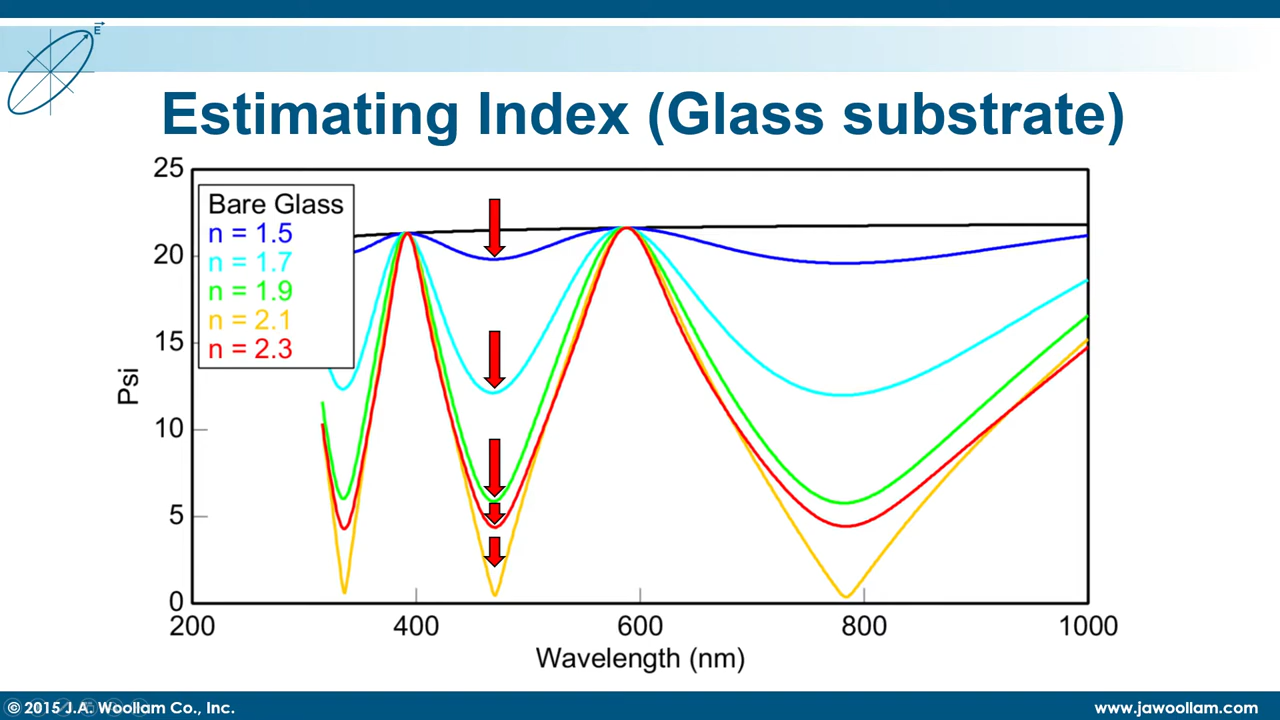 E
Estimating Index (Glass substrate)
25
20
15
10
5
0
Psi
Bare Glass
n = 1.5
n = 1.7
n = 1.9
n = 2.1
n = 2.3
200 400 600 800 1000
Wavelength (nm)
© 2015 J.A. Woollam Co., Inc. www.jawoollam.com